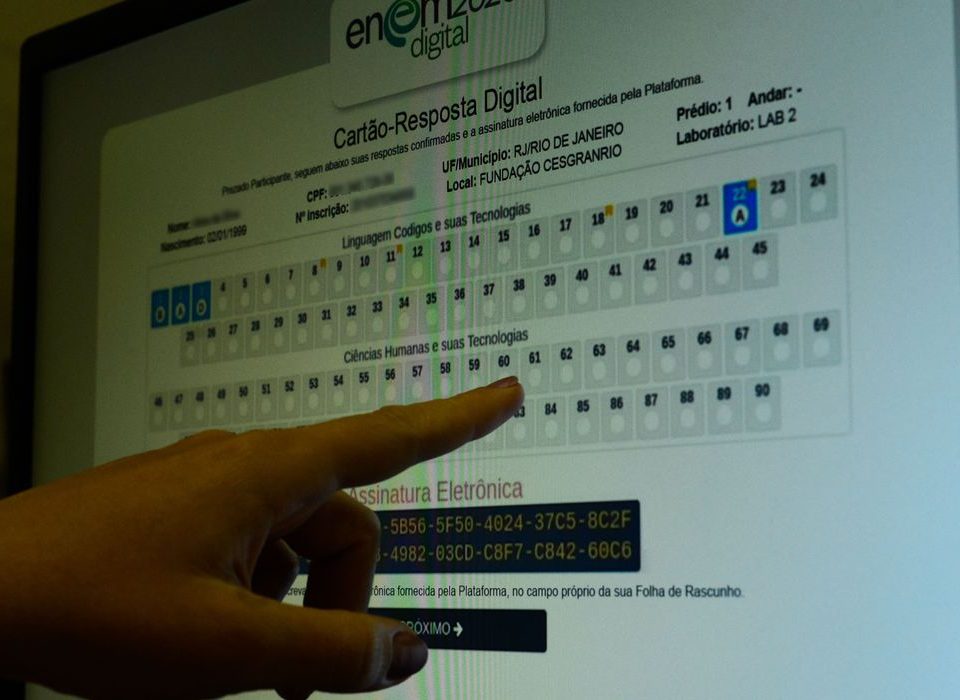 enem2020
digital
Cartão-Resposta Digital
Prezado Participante, seguem abaixo suas respostas confirmadas e a assinatura eletrônica fornecida pela Plataforma.
Nome:
CPF:
UF/Município: RJ/RIO DE JANEIRO
Prédio: 1 Andar: -
Nascimento: 02/01/1999
Nº Inscrição:
Local: FUNDAÇÃO CESGRANRIO
Laboratório: LAB 2
Linguagem Codigos e suas Tecnologias
4 5 6 7 8 9 10 11 12 13 14 15 16 17 18 19 20 21 22 23 24
B A D A
25 26 27 28 29 30 31 32 33 34 35 36 37 38 39 40 41 42 43 44 45
Ciências Humanas e suas Tecnologias
46 47 48 49 50 51 52 53 54 55 56 57 58 59 60 61 62 63 64 65 66 67 68 69
84 85 86 87 88 89 90
Assinatura Eletrônica
-5B56-5F50-4024-37C5-8C2F
-4982-03CD-C8F7-C842-60C6
fornecida pela Plataforma, no campo próprio da sua Folha de Rascunho.
PRÓXIMO →